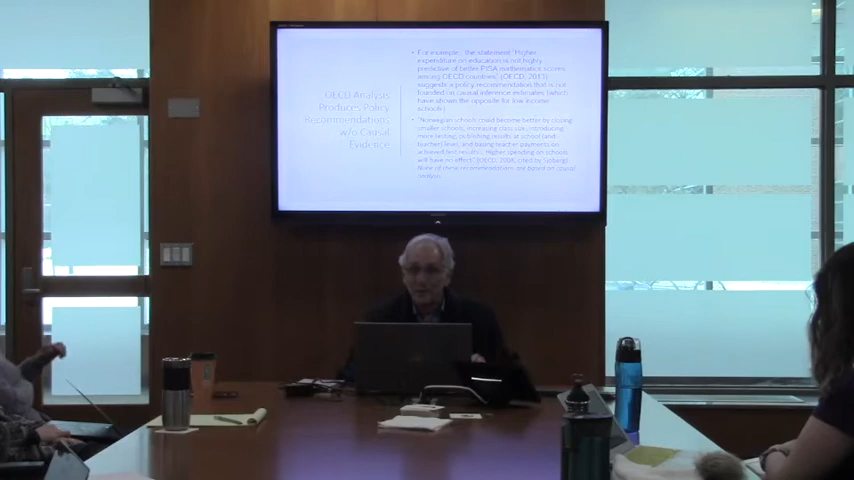 OECD Analysis
Produces Policy
Recommendations
w/o Causal
Evidence
• For example, the statement "Higher
expenditure on education is not highly
predictive of better PISA mathematics scores
among OECD countries" (OECD, 2013)
suggests a policy recommendation that is not
founded on causal inference estimates (which
have shown the opposite for low income
schools)
• "Norwegian schools could become better by closing
smaller schools, increasing class size, introducing
more testing, publishing results at school (and
teacher) level, and basing teacher payments on
achieved test results. Higher spending on schools
will have no effect" (OECD, 2008, cited by Sjoberg)
None of these recommendations are based on causal
analysis.